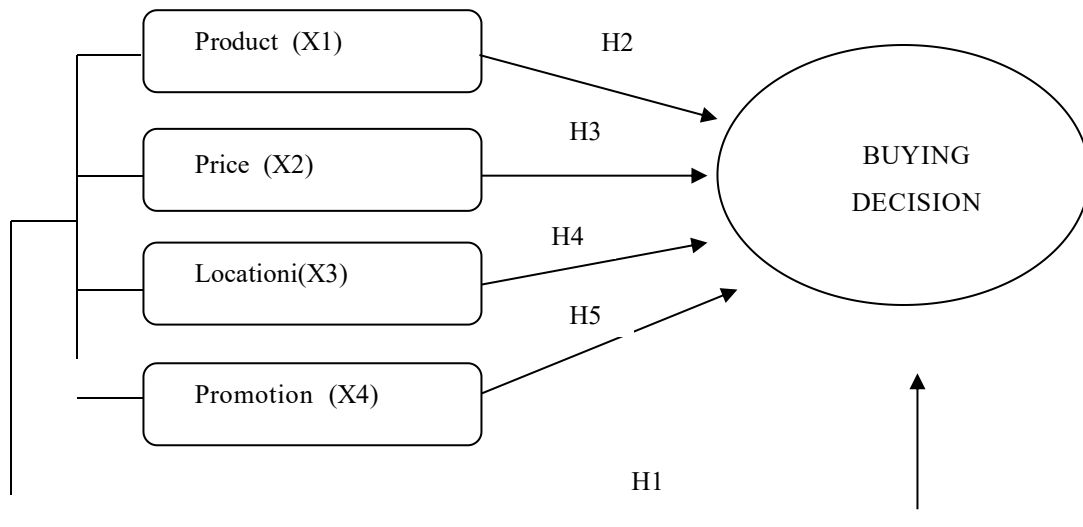 Product (X1)
H2
H3
Price (X2)
BUYING
DECISION
H4
Locationi(X3)
H5
Promotion (X4)
H1